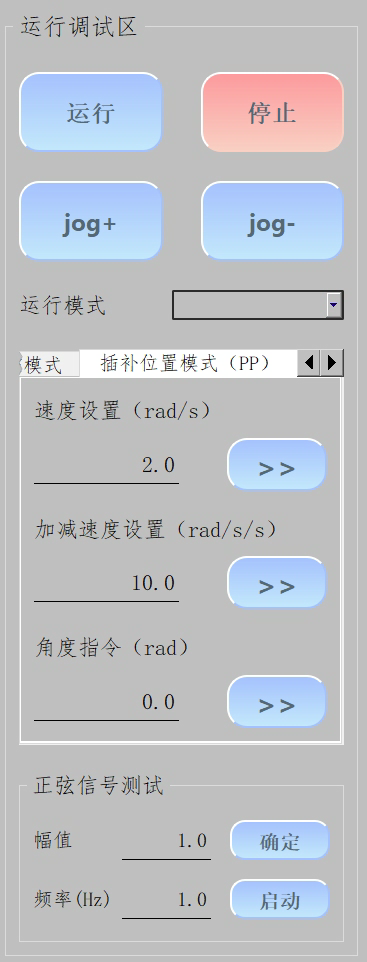 运行调试区
运行 停止
jog+ jog-
运行模式
模式 插补位置模式（PP）
速度设置（rad/s）
2.0 >>
加减速度设置（rad/s/s）
10.0 >>
角度指令（rad）
0.0 >>
正弦信号测试
幅值 1.0 确定
频率(Hz) 1.0 启动